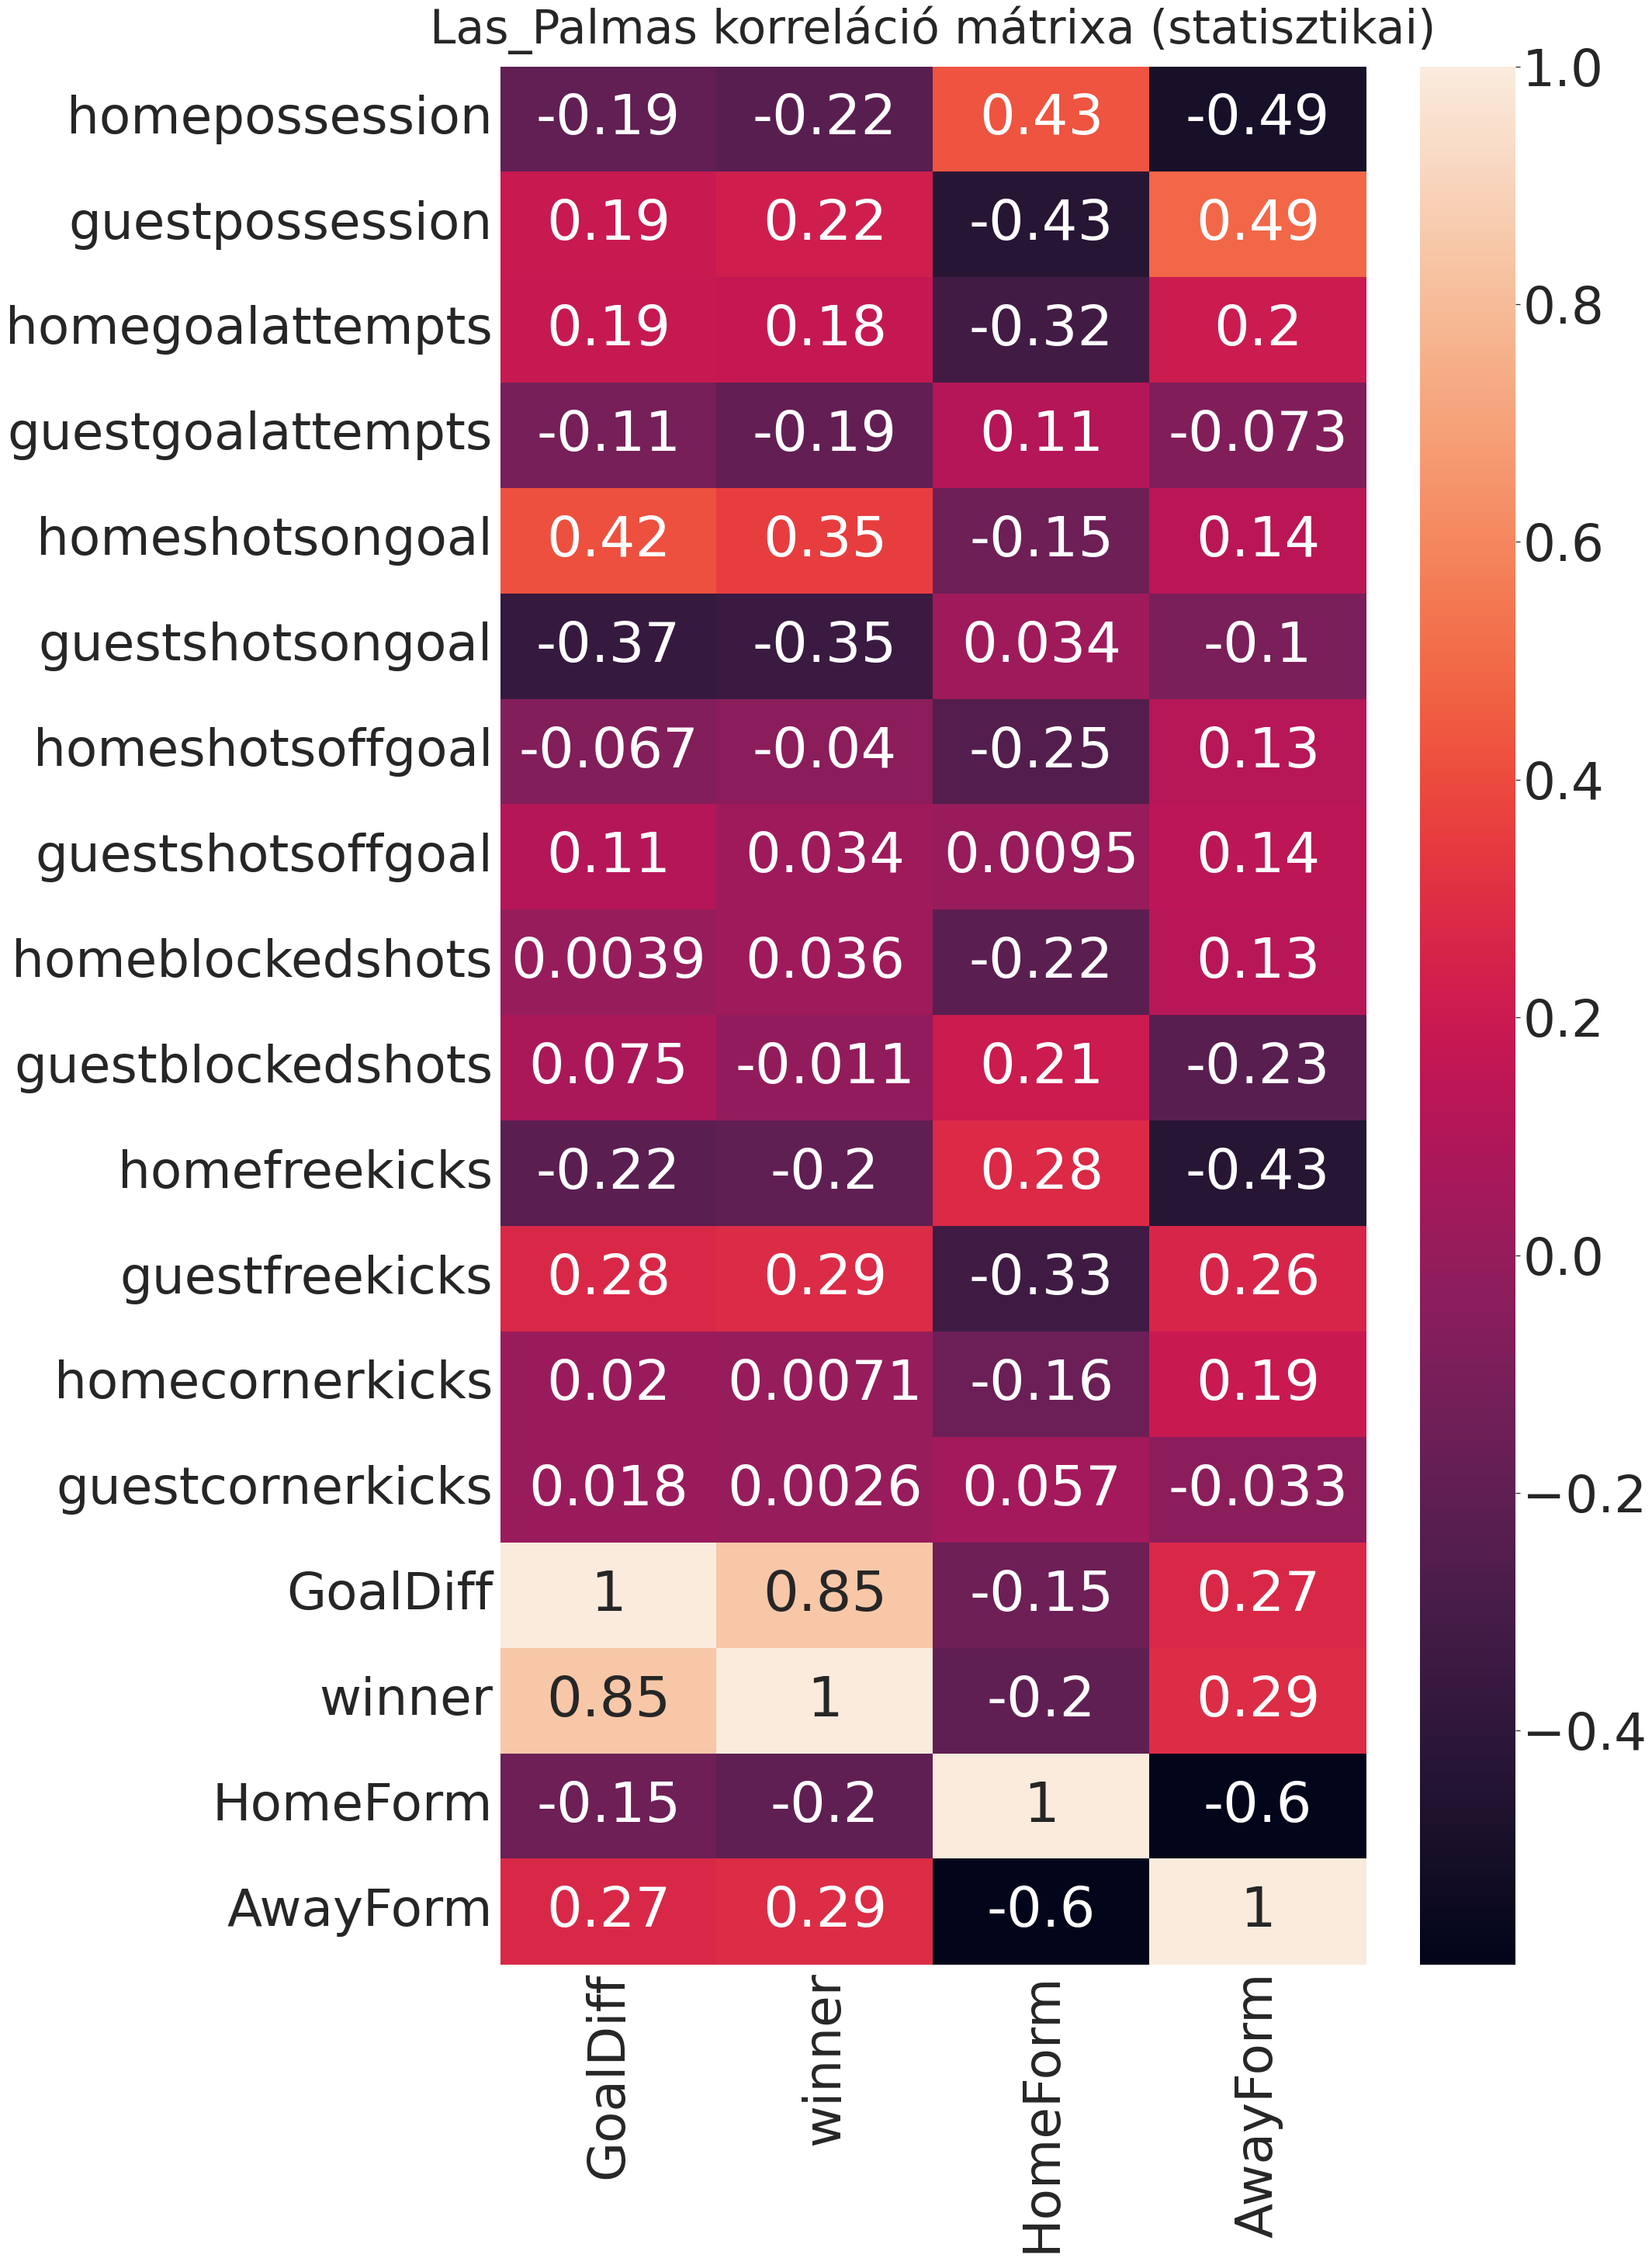 Las_Palmas korreláció mátrixa (statisztikai)
homepossession -0.19 -0.22 0.43 -0.49
guestpossession 0.19 0.22 -0.43 0.49
homegoalattempts 0.19 0.18 -0.32 0.2
guestgoalattempts -0.11 -0.19 0.11 -0.073
homeshotsongoal 0.42 0.35 -0.15 0.14
guestshotsongoal -0.37 -0.35 0.034 -0.1
homeshotsoffgoal -0.067 -0.04 -0.25 0.13
guestshotsoffgoal 0.11 0.034 0.0095 0.14
homeblockedshots 0.0039 0.036 -0.22 0.13
guestblockedshots 0.075 -0.011 0.21 -0.23
homefreekicks -0.22 -0.2 0.28 -0.43
guestfreekicks 0.28 0.29 -0.33 0.26
homecornerkicks 0.02 0.0071 -0.16 0.19
guestcornerkicks 0.018 0.0026 0.057 -0.033
GoalDiff 1 0.85 -0.15 0.27
winner 0.85 1 -0.2 0.29
HomeForm -0.15 -0.2 1 -0.6
AwayForm 0.27 0.29 -0.6 1
GoalDiff winner HomeForm AwayForm
1.0
0.8
0.6
0.4
0.2
0.0
−0.2
−0.4